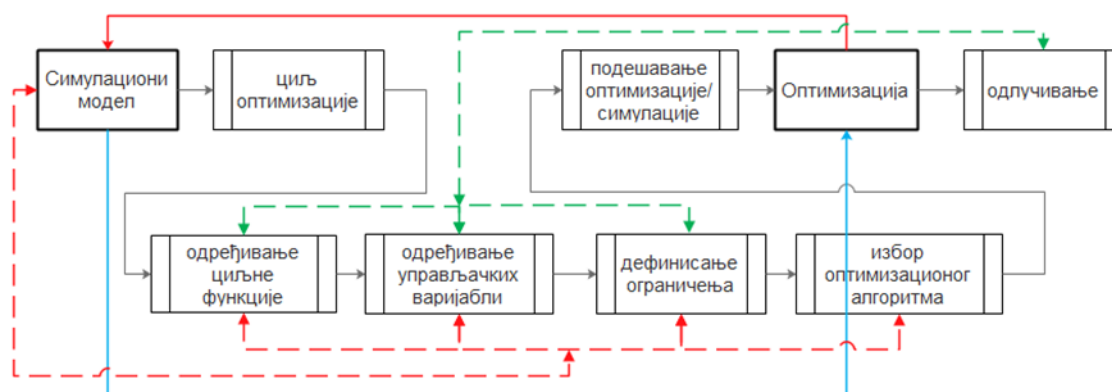 Симулациони
модел
циљ
оптимизације
подешавање
оптимизације/
симулације
Оптимизација
одлучивање
одређивање
циљне
функције
одређивање
управљачких
варијабли
дефинисање
ограничења
избор
оптимизационог
алгоритма